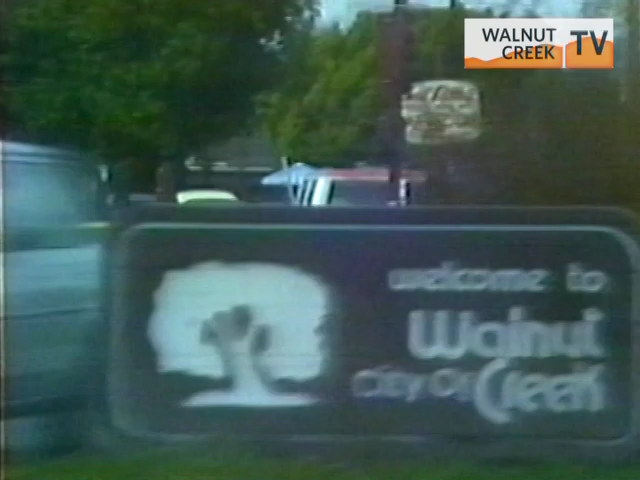 WALNUT
CREEK TV
welcome to
Walnut
City of Creek